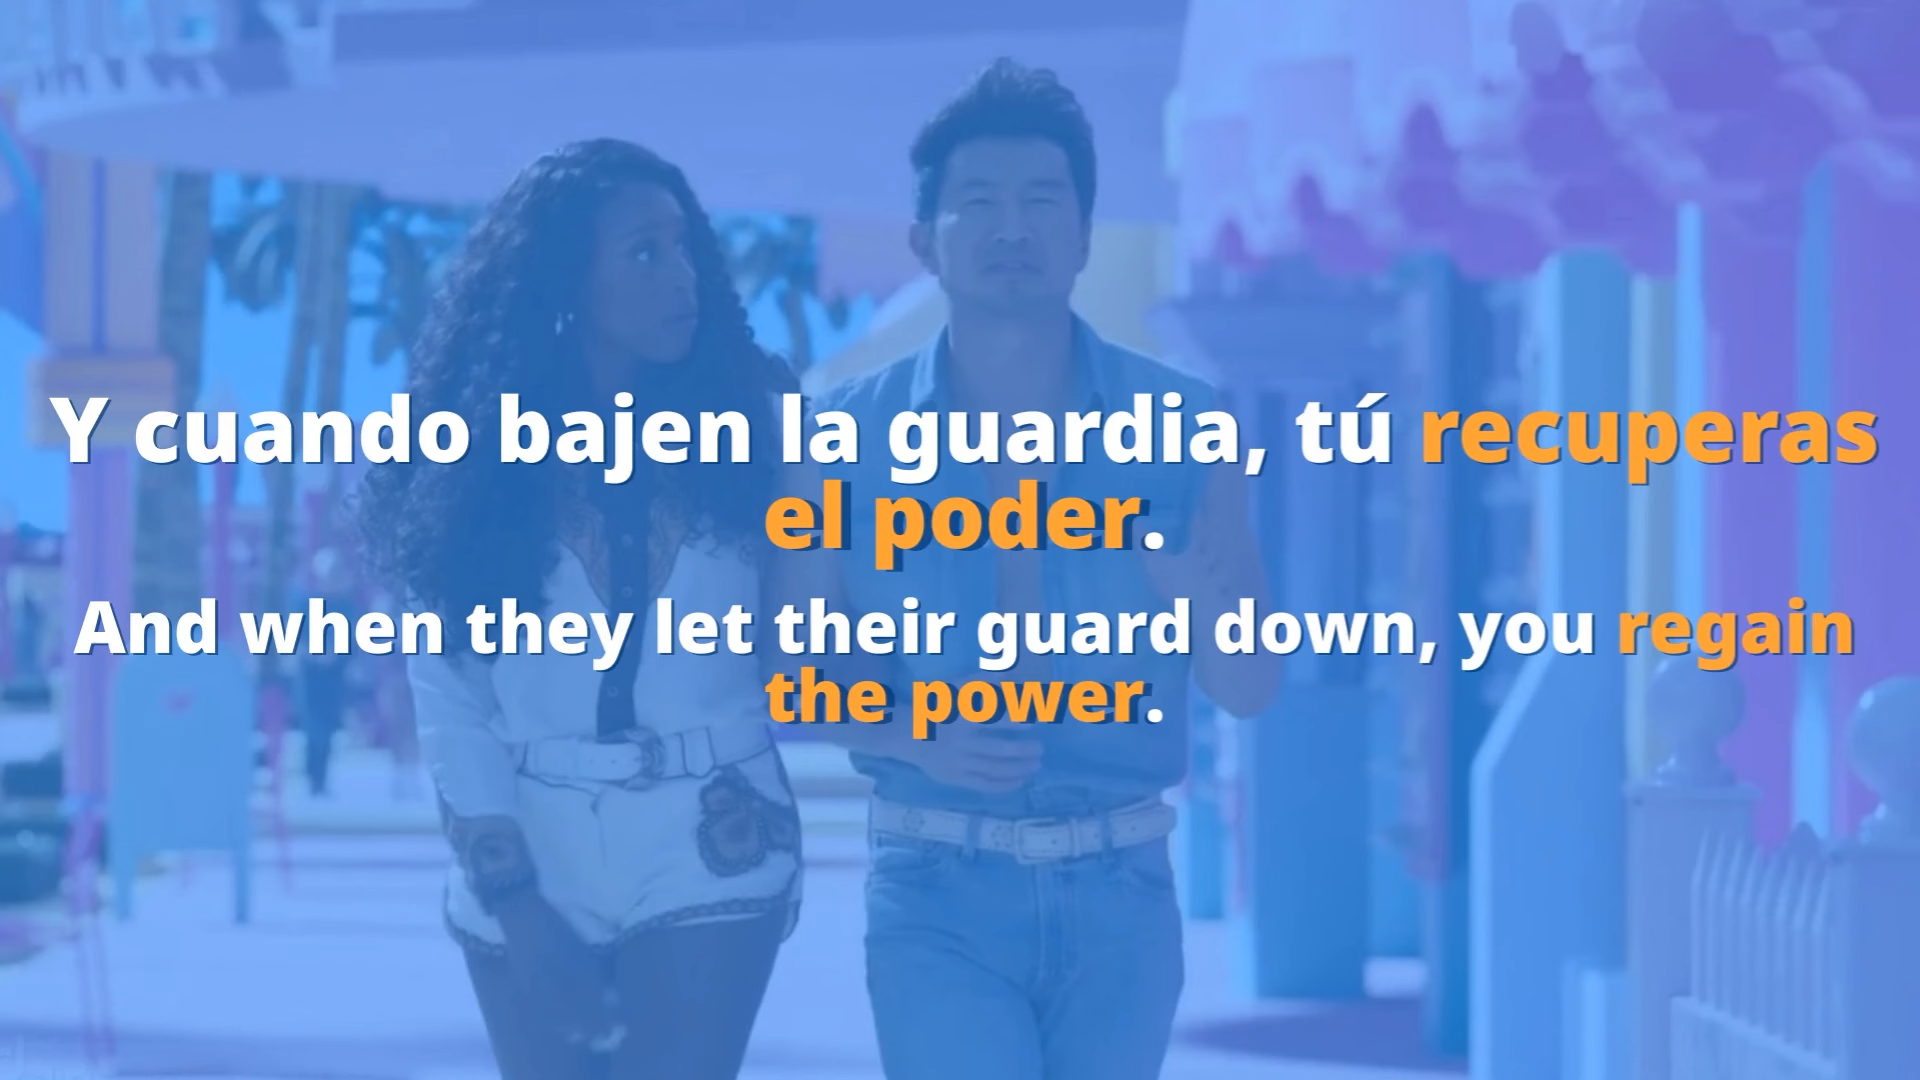 Y cuando bajen la guardia, tú recuperas
el poder.
And when they let their guard down, you regain
the power.